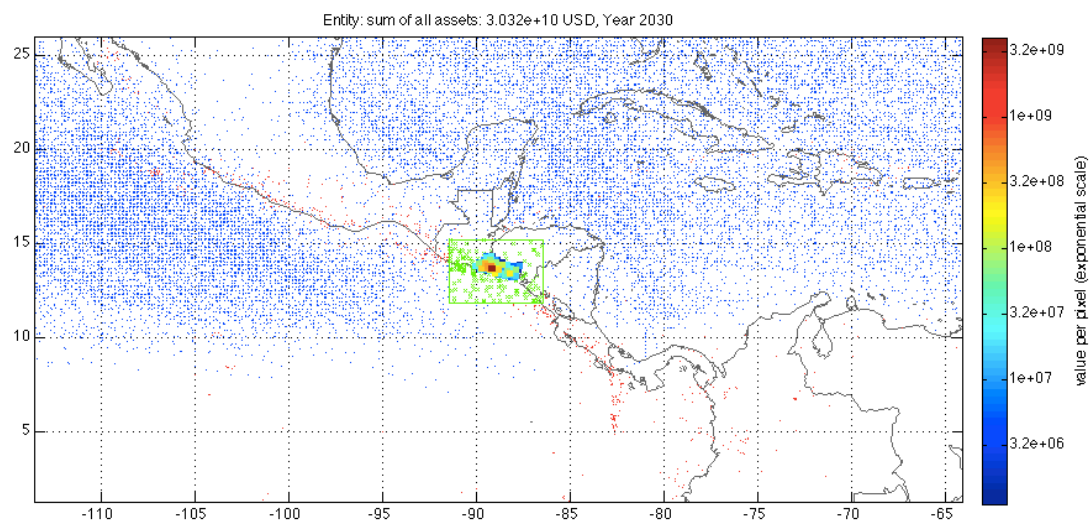 Entity: sum of all assets: 3.032e+10 USD, Year 2030
25
20
15
10
5
-110 -105 -100 -95 -90 -85 -80 -75 -70 -65
3.2e+09
1e+09
3.2e+08
1e+08
3.2e+07
1e+07
3.2e+06
value per pixel (exponential scale)